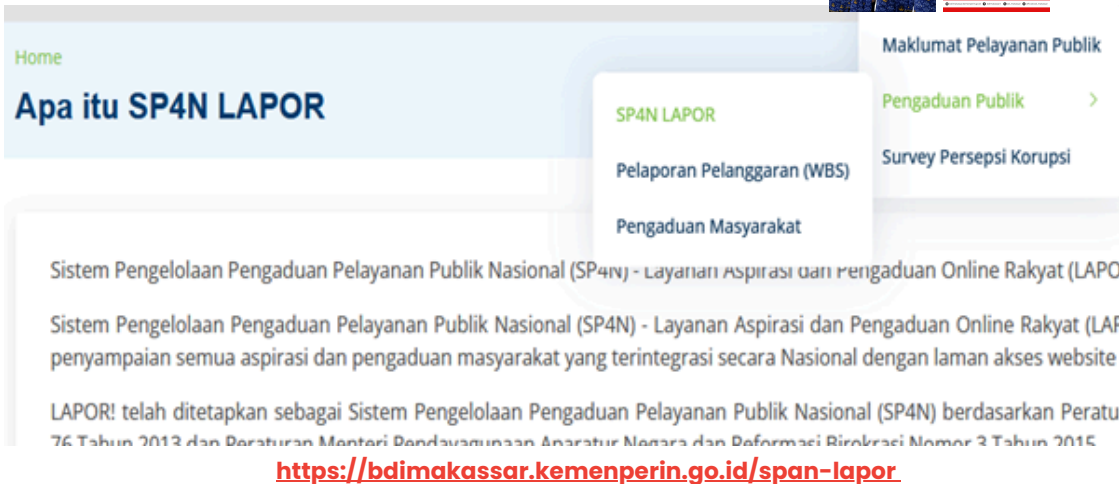 Home
Apa itu SP4N LAPOR
Maklumat Pelayanan Publik
Pengaduan Publik
Survey Persepsi Korupsi
SP4N LAPOR
Pelaporan Pelanggaran (WBS)
Pengaduan Masyarakat
Sistem Pengelolaan Pengaduan Pelayanan Publik Nasional (SP4N) - Layanan Aspirasi dan Pengaduan Online Rakyat (LAPO
Sistem Pengelolaan Pengaduan Pelayanan Publik Nasional (SP4N) - Layanan Aspirasi dan Pengaduan Online Rakyat (LAP
penyampaian semua aspirasi dan pengaduan masyarakat yang terintegrasi secara Nasional dengan laman akses website
LAPOR! telah ditetapkan sebagai Sistem Pengelolaan Pengaduan Pelayanan Publik Nasional (SP4N) berdasarkan Peratu
76 Tahun 2013 dan Peraturan Menteri Pendayagunaan Aparatur Negara dan Reformasi Birokrasi Nomor 3 Tahun 2015
https://bdimakassar.kemenperin.go.id/span-lapor